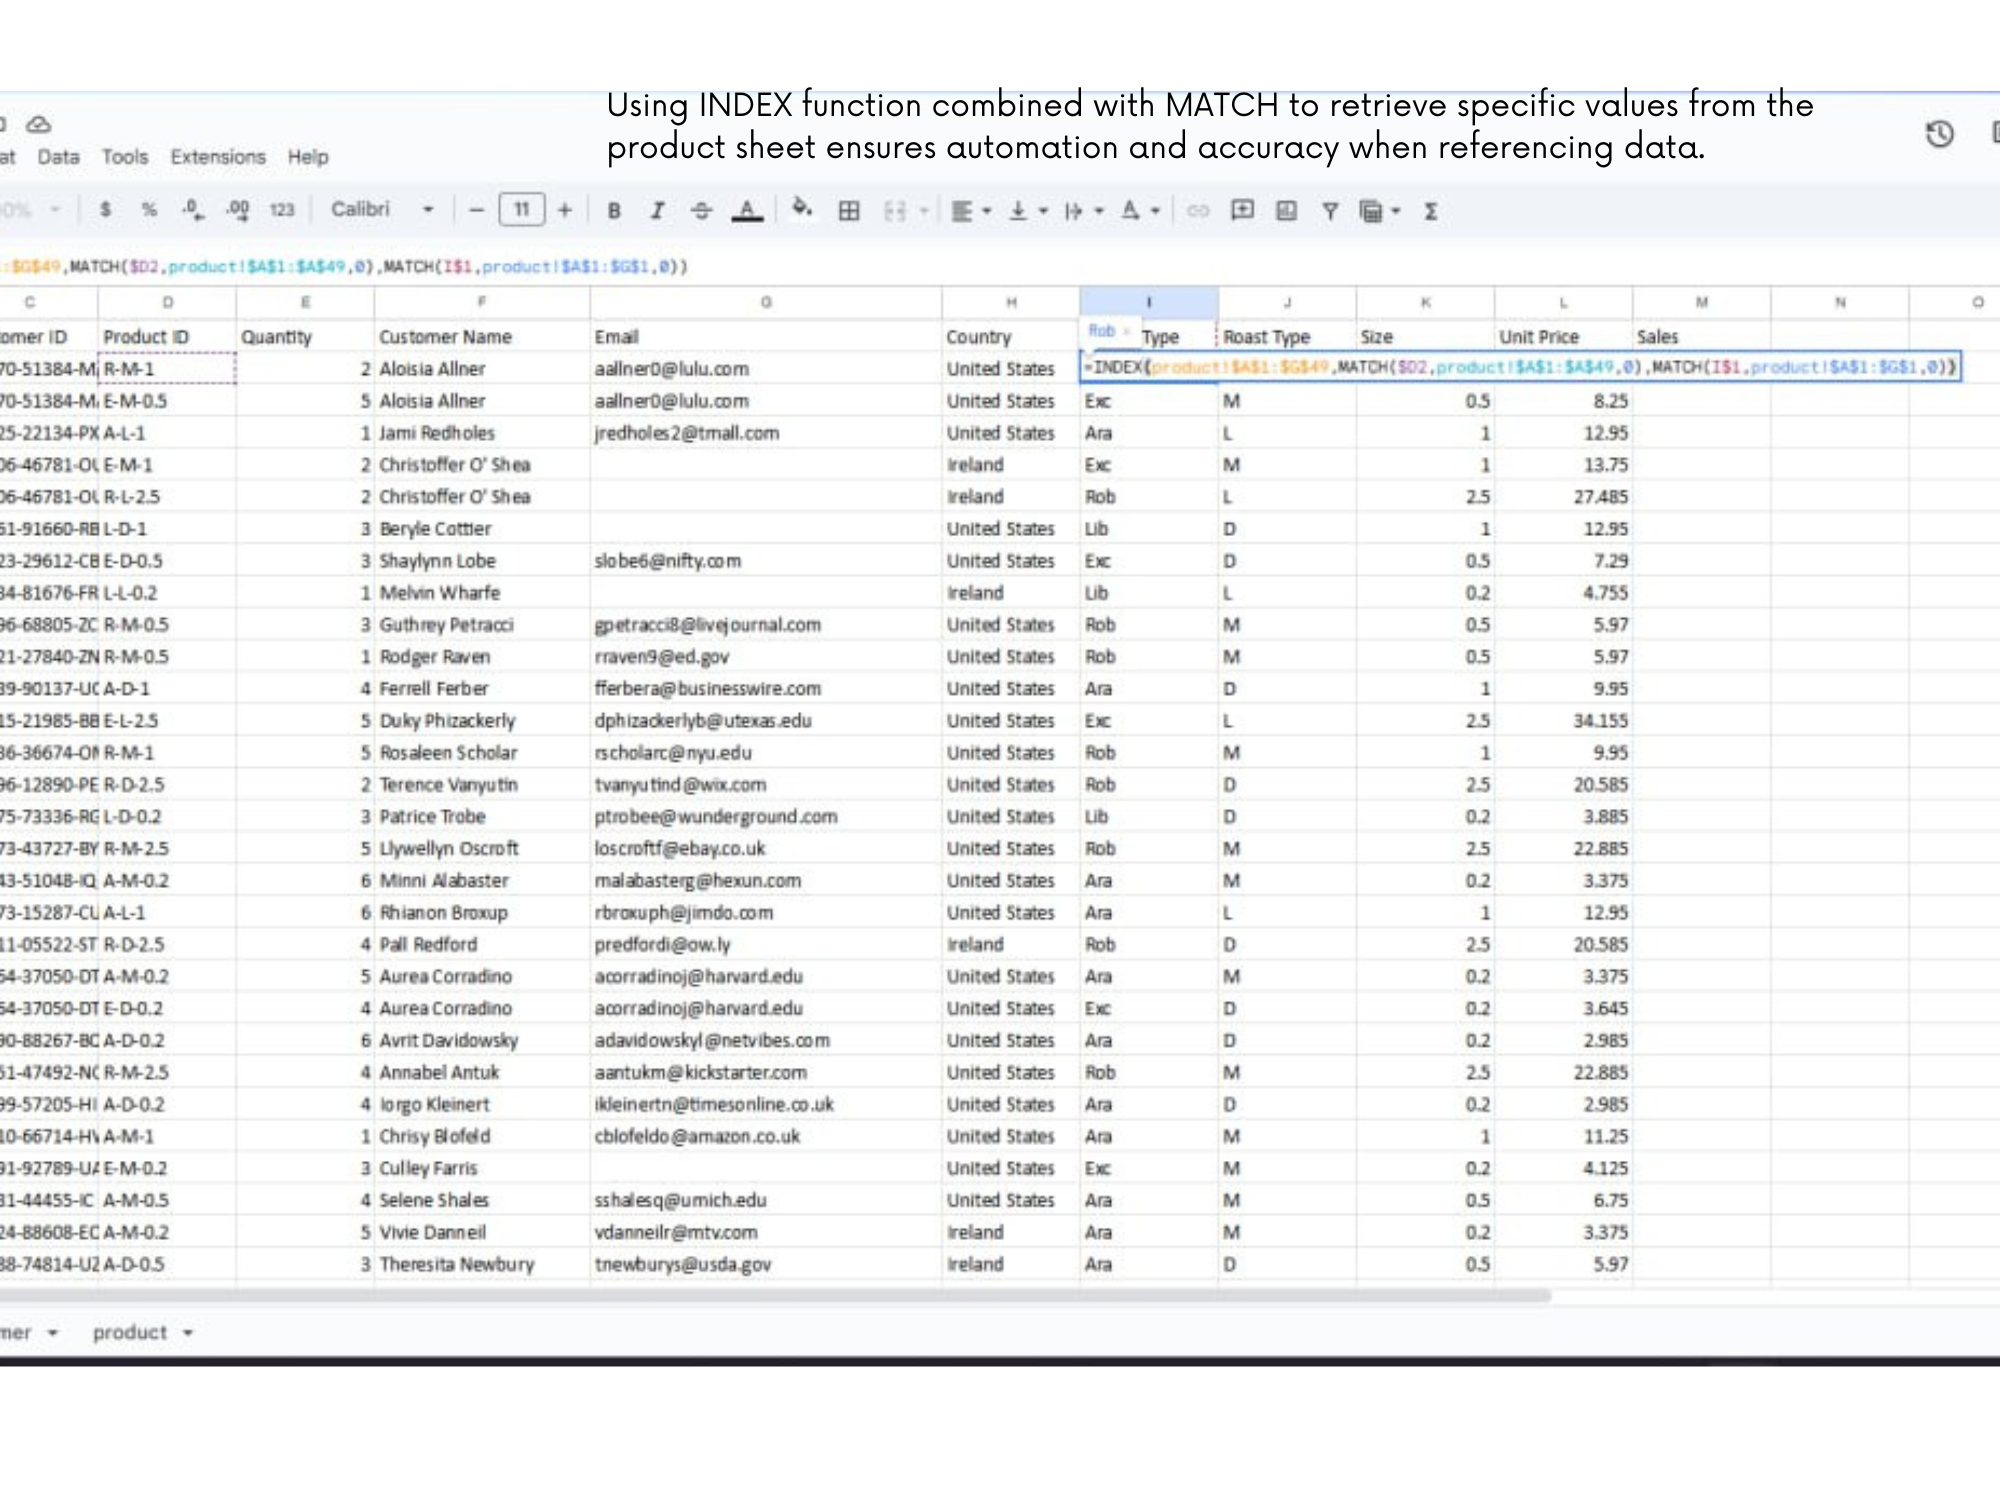 Using INDEX function combined with MATCH to retrieve specific values from the
product sheet ensures automation and accuracy when referencing data.
Data Tools Extensions Help
$ % .0 .00 123 Calibri 11 B I A A Σ
:$G$49,MATCH($D2,product!$A$1:$A$49,0),MATCH(I$1,product!$A$1:$G$1,0))
C D E F G H I J K L M N O
omer ID Product ID Quantity Customer Name Email Country Rob × Type Roast Type Size Unit Price Sales
70-51384-M R-M-1 2 Aloisia Allner aallner0@lulu.com United States =INDEX(product!$A$1:$G$49,MATCH($D2,product!$A$1:$A$49,0),MATCH(I$1,product!$A$1:$G$1,0))
70-51384-M E-M-0.5 5 Aloisia Allner aallner0@lulu.com United States Exc M 0.5 8.25
25-22134-PX A-L-1 1 Jami Redholes jredholes2@tmall.com United States Ara L 1 12.95
06-46781-OU E-M-1 2 Christoffer O' Shea Ireland Exc M 1 13.75
06-46781-OU R-L-2.5 2 Christoffer O' Shea Ireland Rob L 2.5 27.485
61-91660-RB L-D-1 3 Beryle Cottier United States Lib D 1 12.95
23-29612-CB E-D-0.5 3 Shaylynn Lobe slobe6@nifty.com United States Exc D 0.5 7.29
34-81676-FR L-L-0.2 1 Melvin Wharfe Ireland Lib L 0.2 4.755
96-68805-ZC R-M-0.5 3 Guthrey Petracci gpetracci8@livejournal.com United States Rob M 0.5 5.97
21-27840-ZN R-M-0.5 1 Rodger Raven rraven9@ed.gov United States Rob M 0.5 5.97
39-90137-UC A-D-1 4 Ferrell Ferber fferbera@businesswire.com United States Ara D 1 9.95
15-21985-BB E-L-2.5 5 Duky Phizackerly dphizackerlyb@utexas.edu United States Exc L 2.5 34.155
36-36674-OM R-M-1 5 Rosaleen Scholar rscholarc@nyu.edu United States Rob M 1 9.95
96-12890-PE R-D-2.5 2 Terence Vanyutin tvanyutind@wix.com United States Rob D 2.5 20.585
75-73336-RG L-D-0.2 3 Patrice Trobe ptrobee@wunderground.com United States Lib D 0.2 3.885
73-43727-BY R-M-2.5 5 Llywellyn Oscroft loscroftf@ebay.co.uk United States Rob M 2.5 22.885
43-51048-IQ A-M-0.2 6 Minni Alabaster malabasterg@hexun.com United States Ara M 0.2 3.375
73-15287-CU A-L-1 6 Rhianon Broxup rbroxuph@jimdo.com United States Ara L 1 12.95
11-05522-ST R-D-2.5 4 Pall Redford predfordi@ow.ly Ireland Rob D 2.5 20.585
54-37050-DT A-M-0.2 5 Aurea Corradino acorradinoj@harvard.edu United States Ara M 0.2 3.375
54-37050-DT E-D-0.2 4 Aurea Corradino acorradinoj@harvard.edu United States Exc D 0.2 3.645
90-88267-BC A-D-0.2 6 Avrit Davidowsky adavidowskyl@netvibes.com United States Ara D 0.2 2.985
51-47492-NC R-M-2.5 4 Annabel Antuk aantukm@kickstarter.com United States Rob M 2.5 22.885
99-57205-HI A-D-0.2 4 Iorgo Kleinert ikleinertn@timesonline.co.uk United States Ara D 0.2 2.985
10-66714-HV A-M-1 1 Chrisy Blofeld cblofeldo@amazon.co.uk United States Ara M 1 11.25
91-92789-UA E-M-0.2 3 Culley Farris United States Exc M 0.2 4.125
31-44455-IC A-M-0.5 4 Selene Shales sshalesq@umich.edu United States Ara M 0.5 6.75
24-88608-EC A-M-0.2 5 Vivie Danneil vdanneilr@mtv.com Ireland Ara M 0.2 3.375
38-74814-UZ A-D-0.5 3 Theresita Newbury tnewburys@usda.gov Ireland Ara D 0.5 5.97
mer product